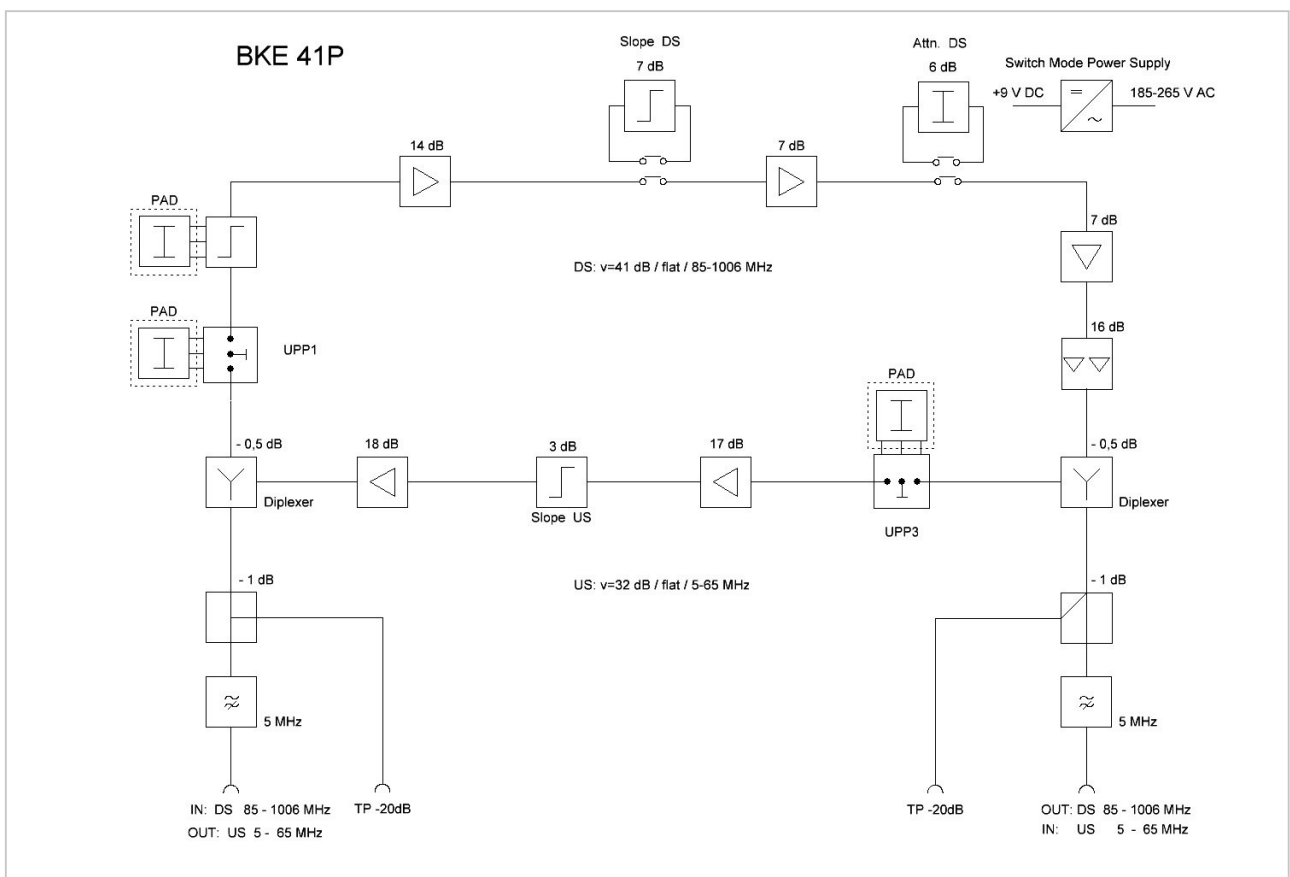 BKE 41P
Slope DS
7 dB
Attn. DS
6 dB
Switch Mode Power Supply
+9 V DC
185-265 V AC
14 dB
7 dB
PAD
7 dB
DS: v=41 dB / flat / 85-1006 MHz
PAD
UPP1
16 dB
PAD
- 0,5 dB
18 dB
3 dB
17 dB
- 0,5 dB
Diplexer
Slope US
UPP3
Diplexer
- 1 dB
US: v=32 dB / flat / 5-65 MHz
- 1 dB
5 MHz
5 MHz
IN: DS 85 - 1006 MHz
OUT: US 5 - 65 MHz
TP -20dB
TP -20dB
OUT: DS 85 - 1006 MHz
IN: US 5 - 65 MHz